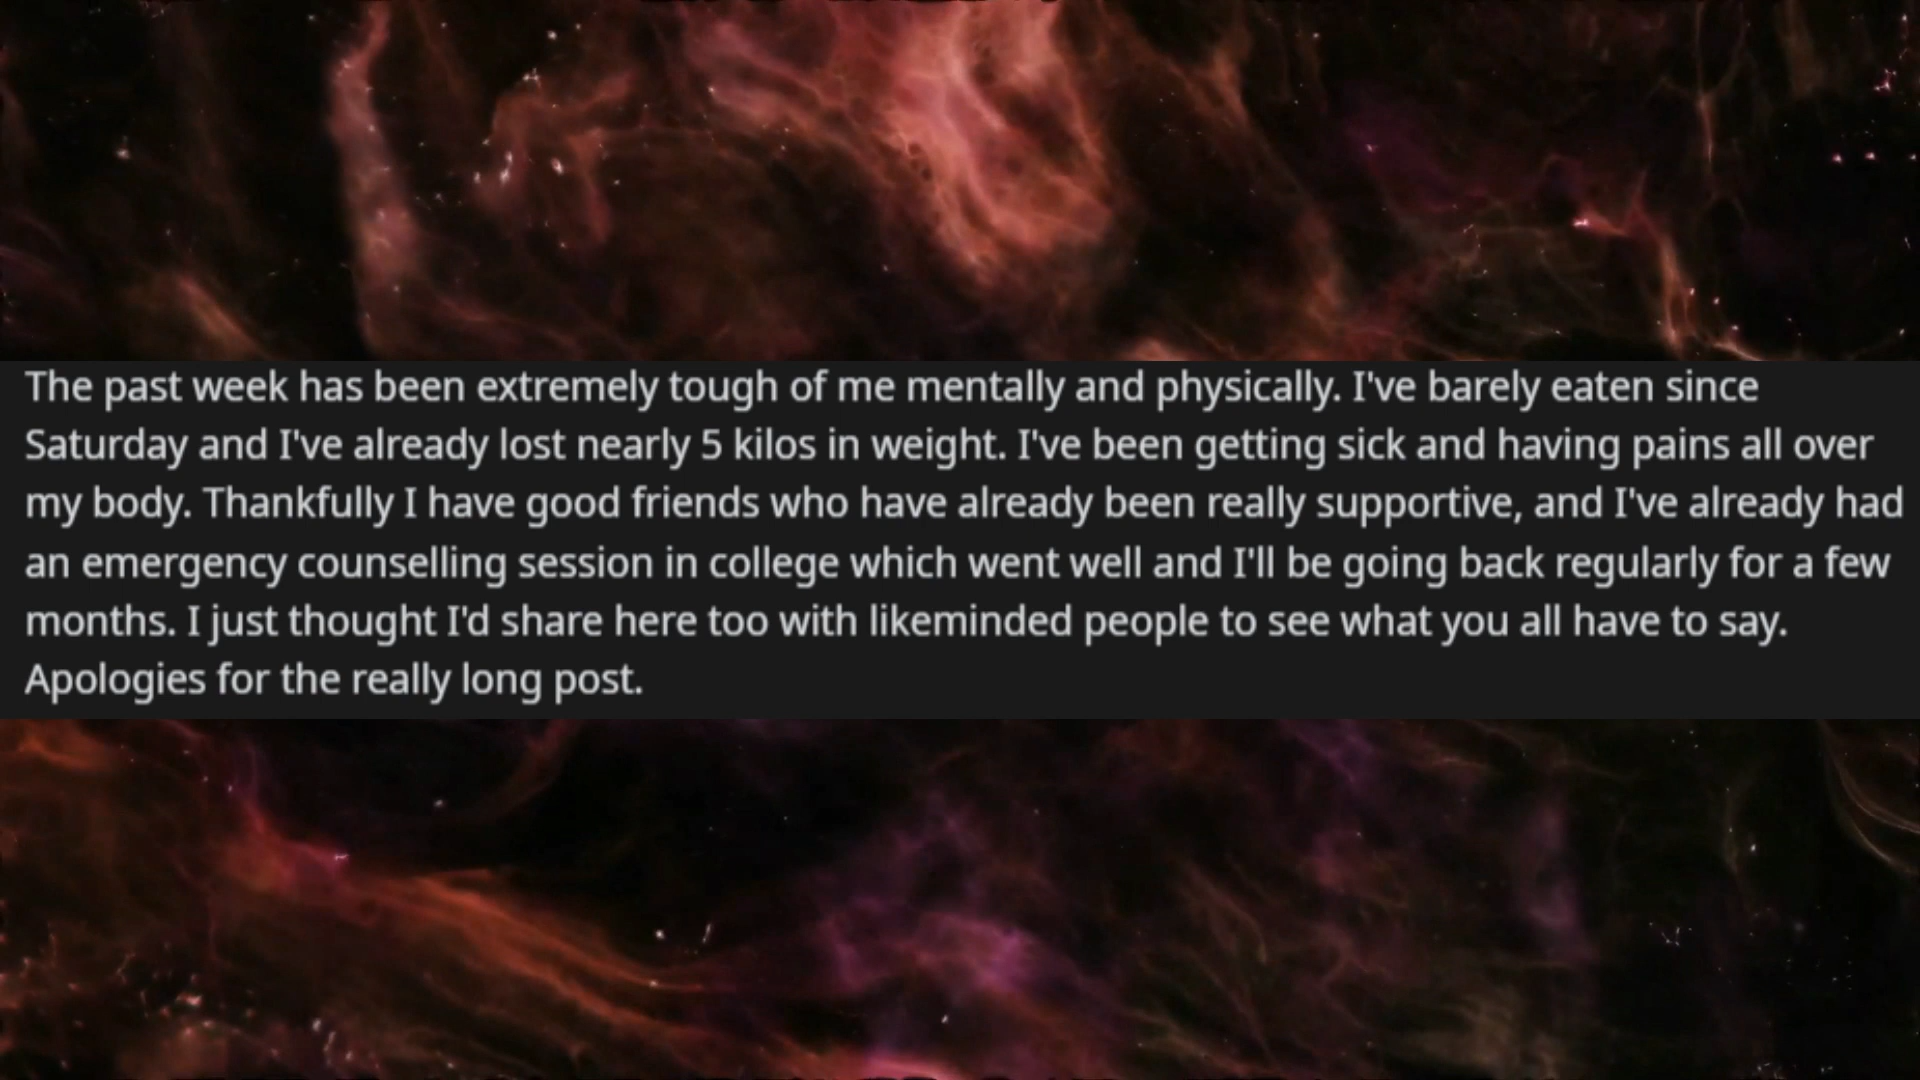 The past week has been extremely tough of me mentally and physically. I've barely eaten since
Saturday and I've already lost nearly 5 kilos in weight. I've been getting sick and having pains all over
my body. Thankfully I have good friends who have already been really supportive, and I've already had
an emergency counselling session in college which went well and I'll be going back regularly for a few
months. I just thought I'd share here too with likeminded people to see what you all have to say.
Apologies for the really long post.